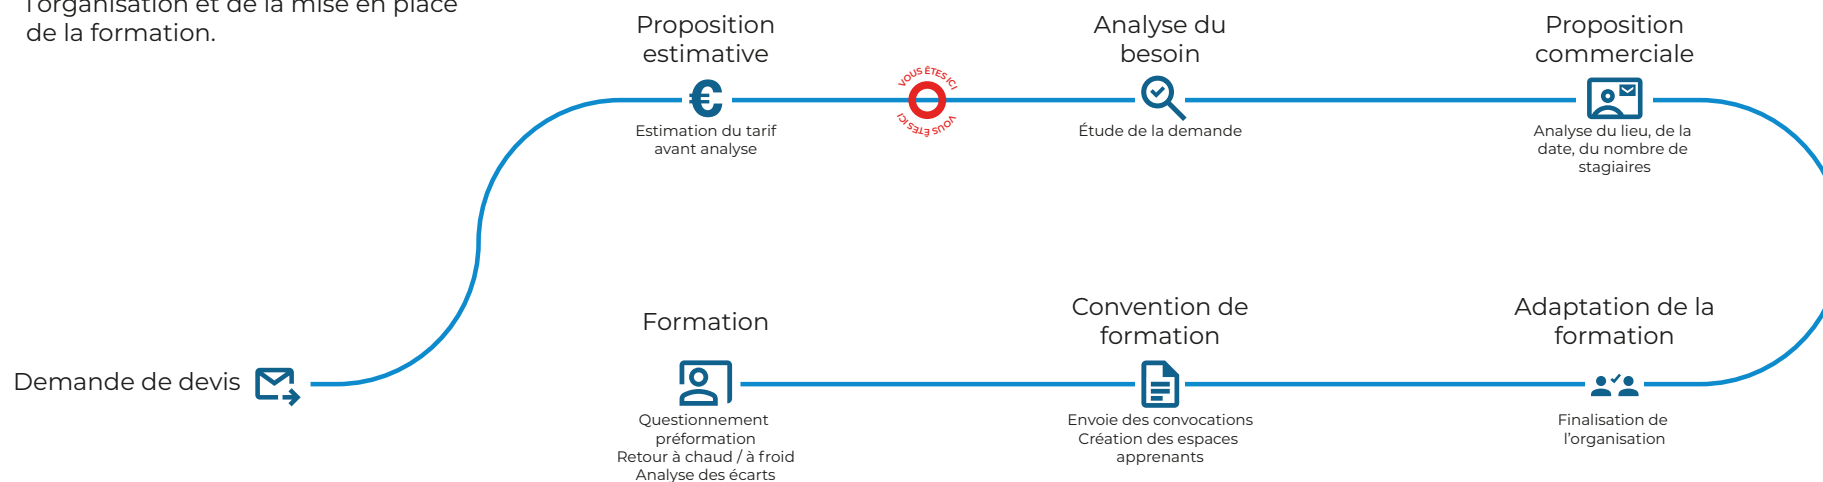 l'organisation et de la mise en place
de la formation.
Proposition
estimative
Estimation du tarif
avant analyse
VOUS ÊTES ICI
VOUS ÊTES ICI
Analyse du
besoin
Étude de la demande
Proposition
commerciale
Analyse du lieu, de la
date, du nombre de
stagiaires
Demande de devis
Formation
Questionnement
préformation
Retour à chaud / à froid
Analyse des écarts
Convention de
formation
Envoie des convocations
Création des espaces
apprenants
Adaptation de la
formation
Finalisation de
l'organisation